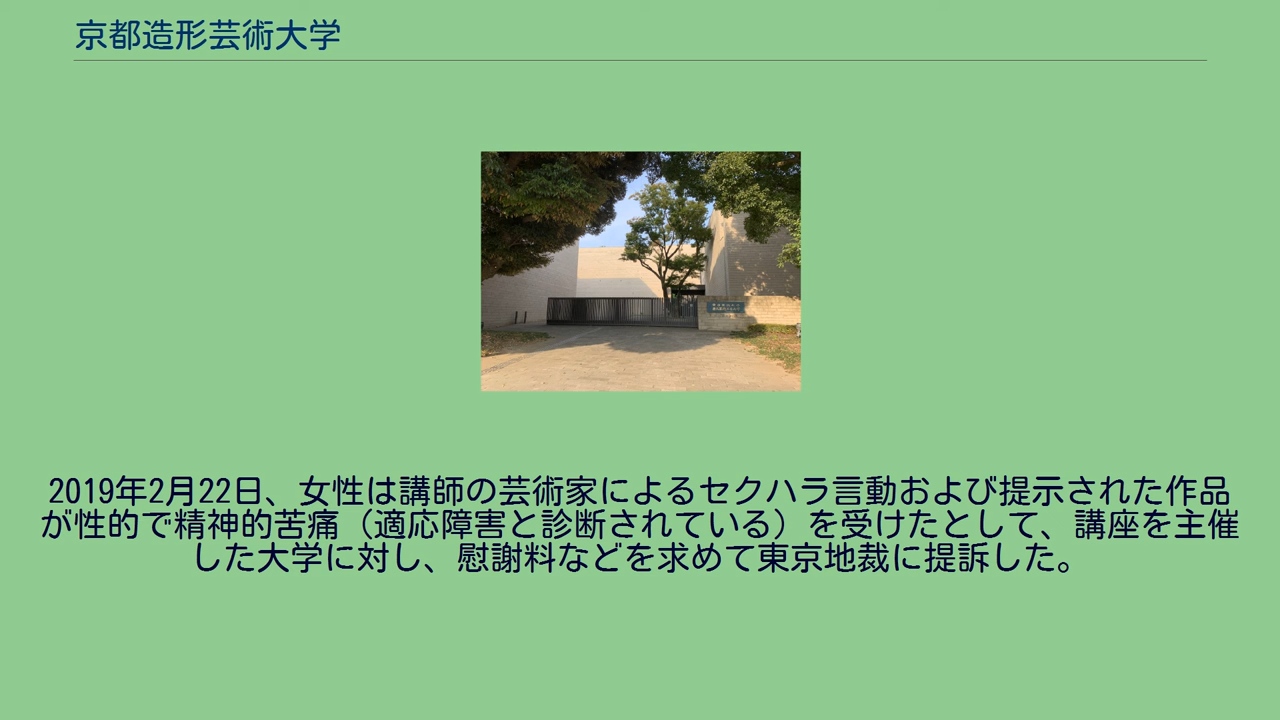 京都造形芸術大学
2019年2月22日、女性は講師の芸術家によるセクハラ言動および提示された作品
が性的で精神的苦痛（適応障害と診断されている）を受けたとして、講座を主催
した大学に対し、慰謝料などを求めて東京地裁に提訴した。